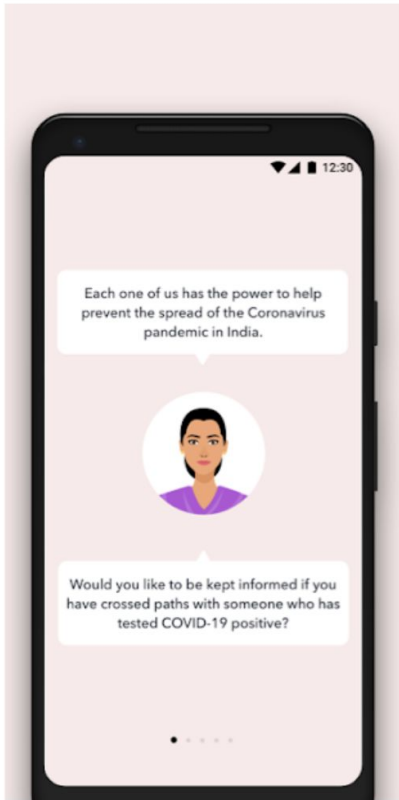 12:30
Each one of us has the power to help
prevent the spread of the Coronavirus
pandemic in India.
Would you like to be kept informed if you
have crossed paths with someone who has
tested COVID-19 positive?